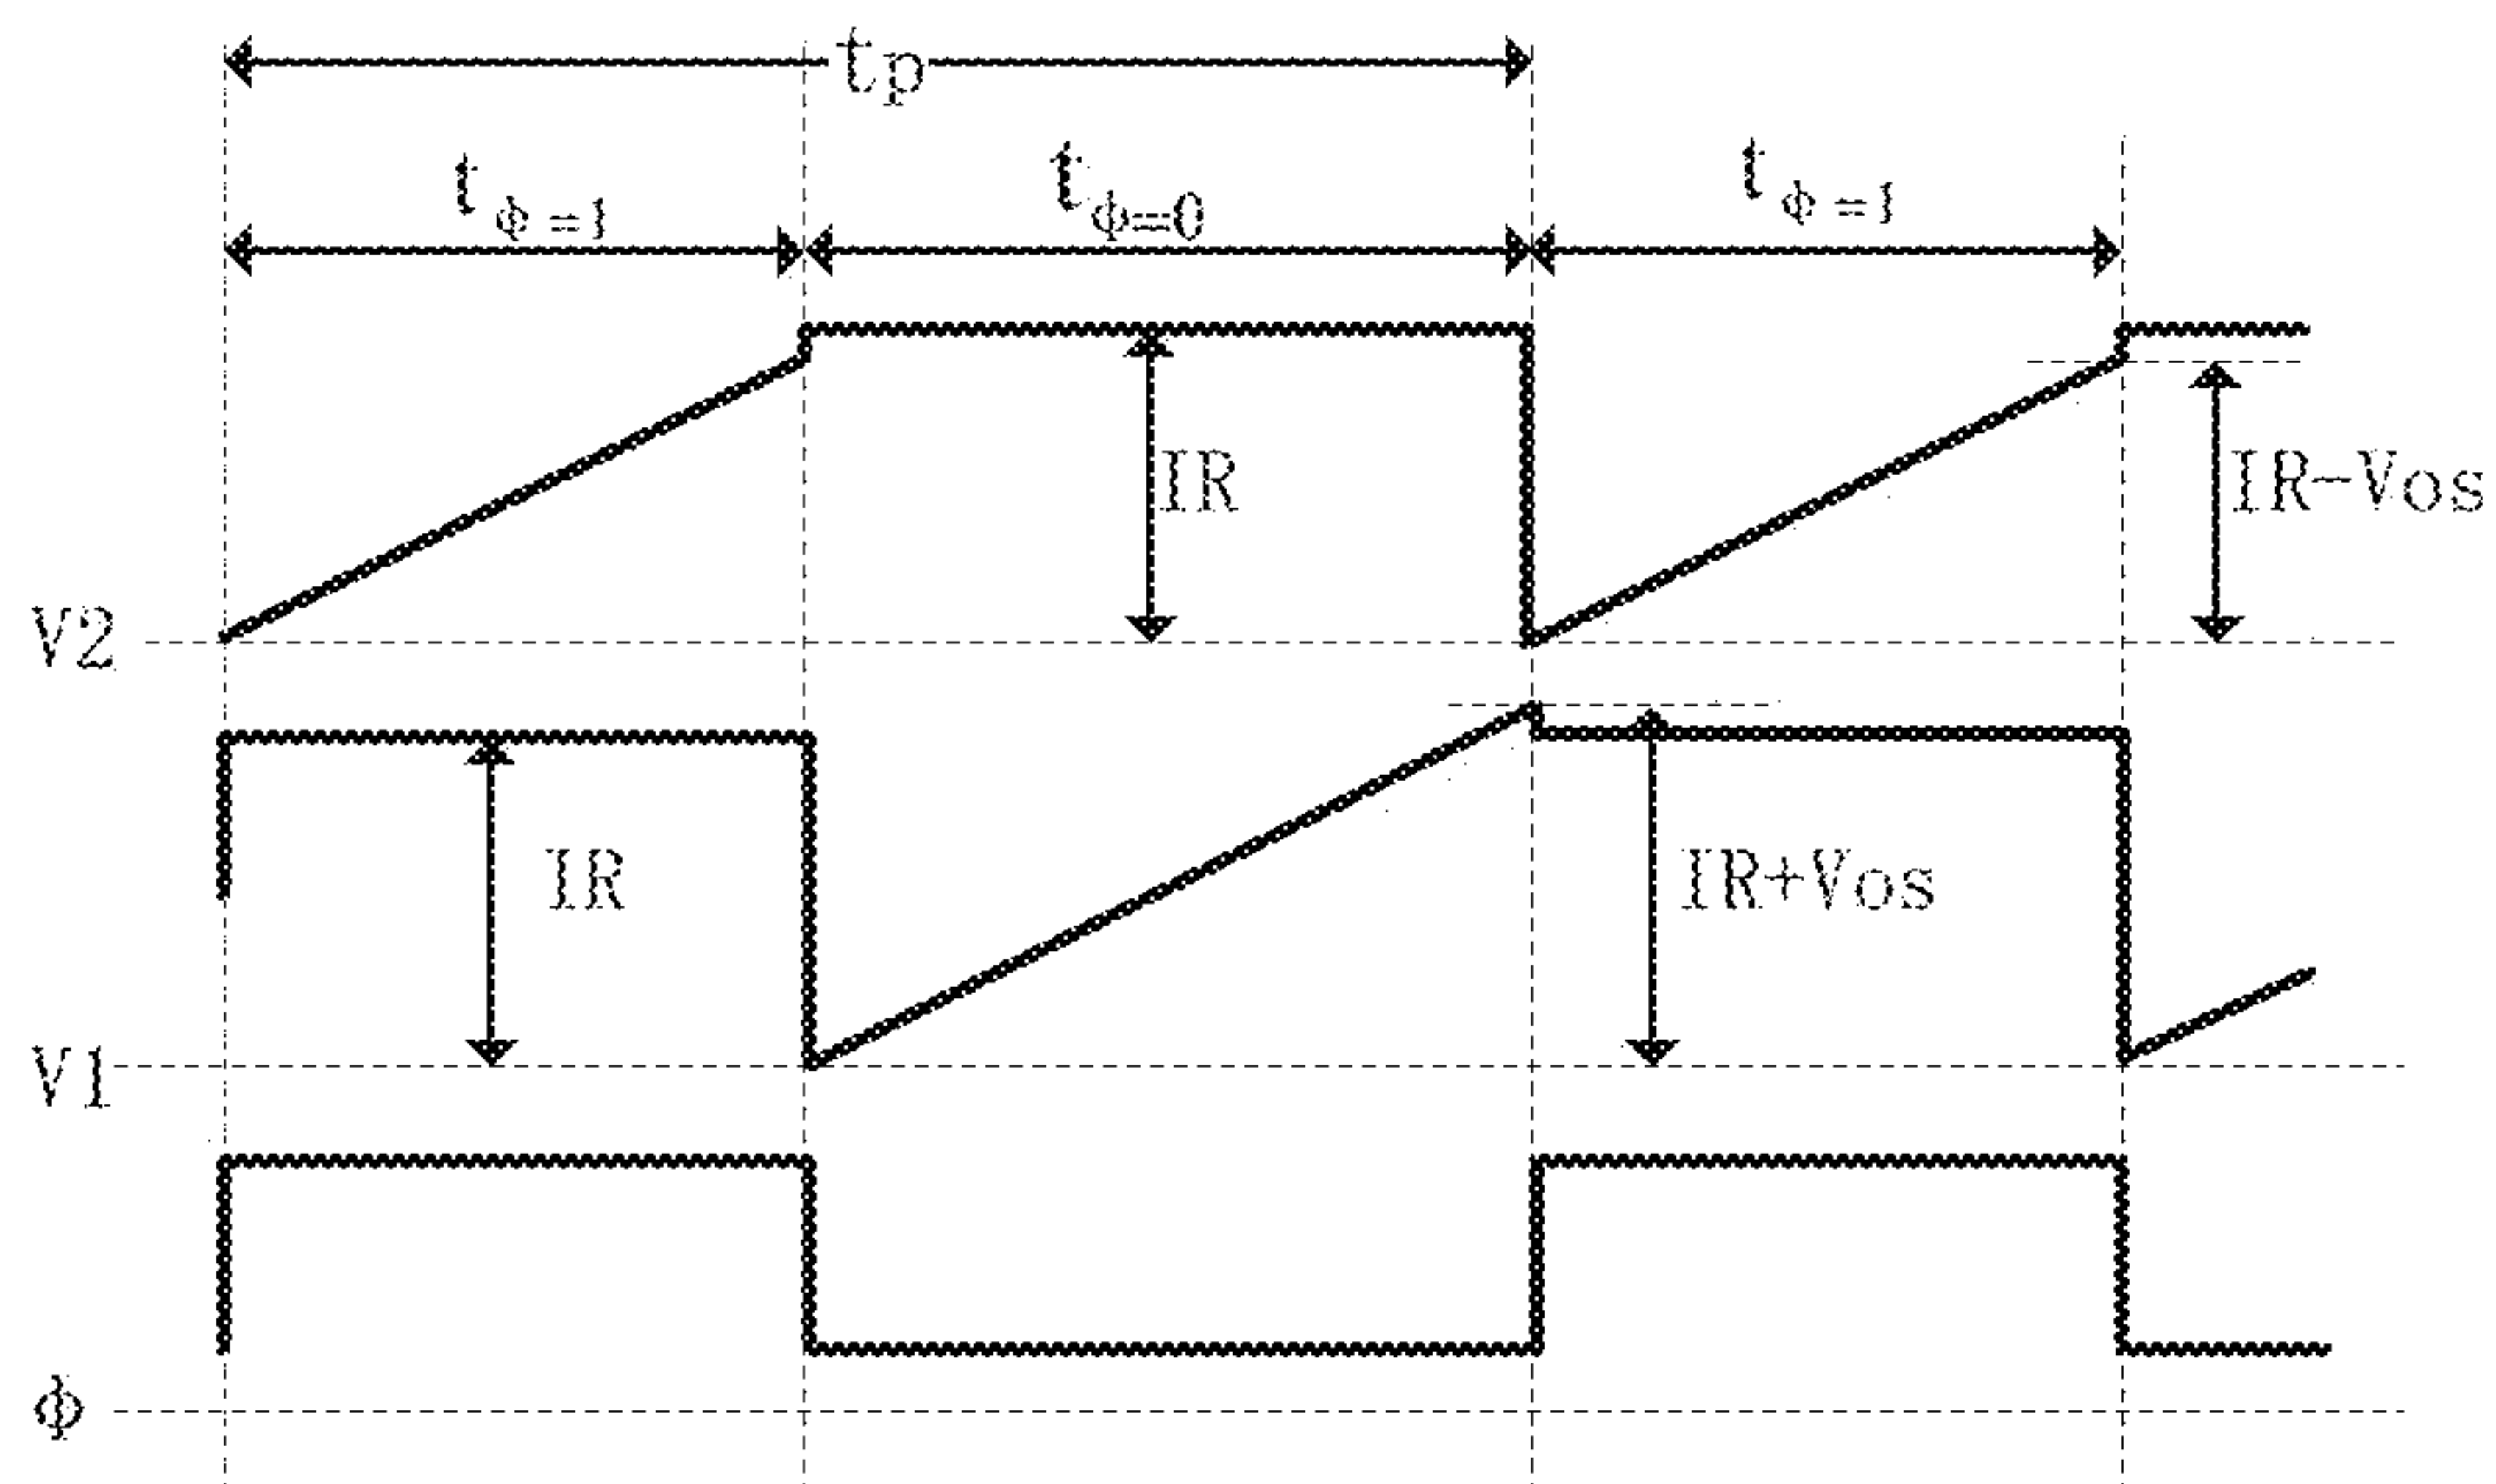 tp
tϕ=1
tϕ=0
tϕ=1
IR
IR-Vos
V2
IR
IR+Vos
V1
ϕ